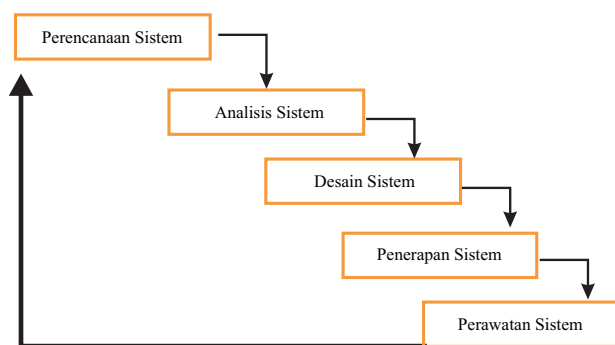 Perencanaan Sistem
Analisis Sistem
Desain Sistem
Penerapan Sistem
Perawatan Sistem